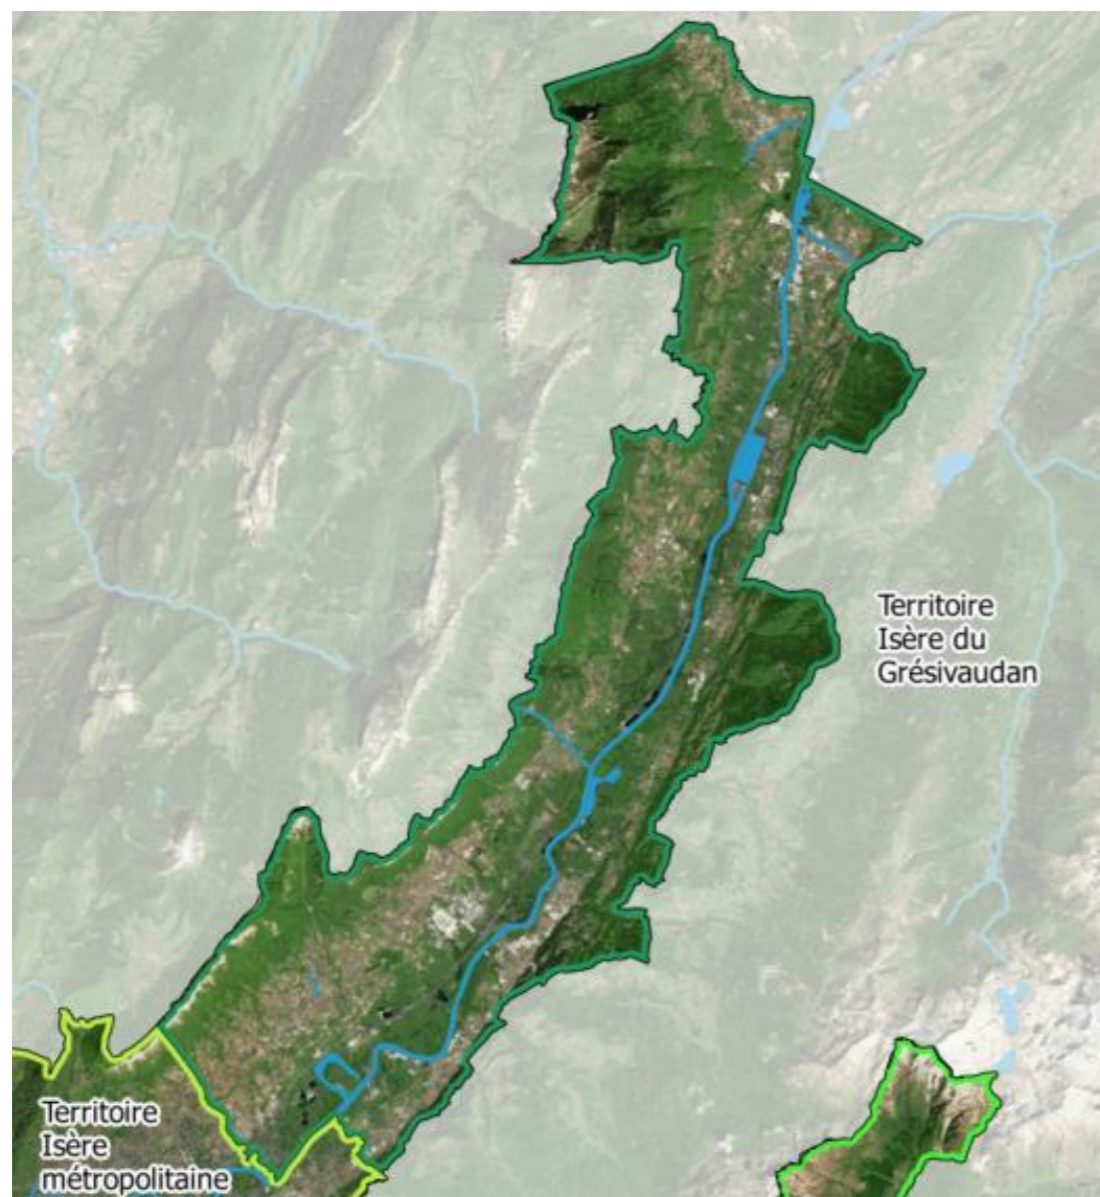 Territoire
Isère du
Grésivaudan
Territoire
Isère
métropolitaine